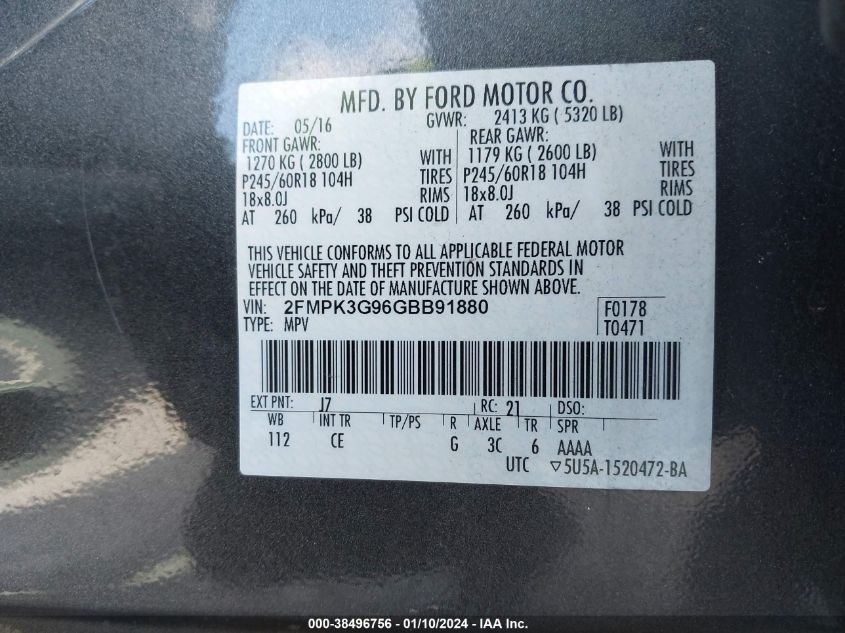 MFD. BY FORD MOTOR CO.
DATE: 05/16 GVWR: 2413 KG ( 5320 LB)
FRONT GAWR: REAR GAWR:
1270 KG ( 2800 LB) WITH 1179 KG ( 2600 LB) WITH
P245/60R18 104H TIRES P245/60R18 104H TIRES
18x8.0J RIMS 18x8.0J RIMS
AT 260 kPa/ 38 PSI COLD AT 260 kPa/ 38 PSI COLD
THIS VEHICLE CONFORMS TO ALL APPLICABLE FEDERAL MOTOR
VEHICLE SAFETY AND THEFT PREVENTION STANDARDS IN
EFFECT ON THE DATE OF MANUFACTURE SHOWN ABOVE.
VIN: 2FMPK3G96GBB91880 F0178
TYPE: MPV T0471
EXT PNT: J7 RC: 21 DSO:
WB INT TR TP/PS R AXLE TR SPR
112 CE G 3C 6 AAAA
UTC ▽5U5A-1520472-BA
000-38496756 - 01/10/2024 - IAA Inc.